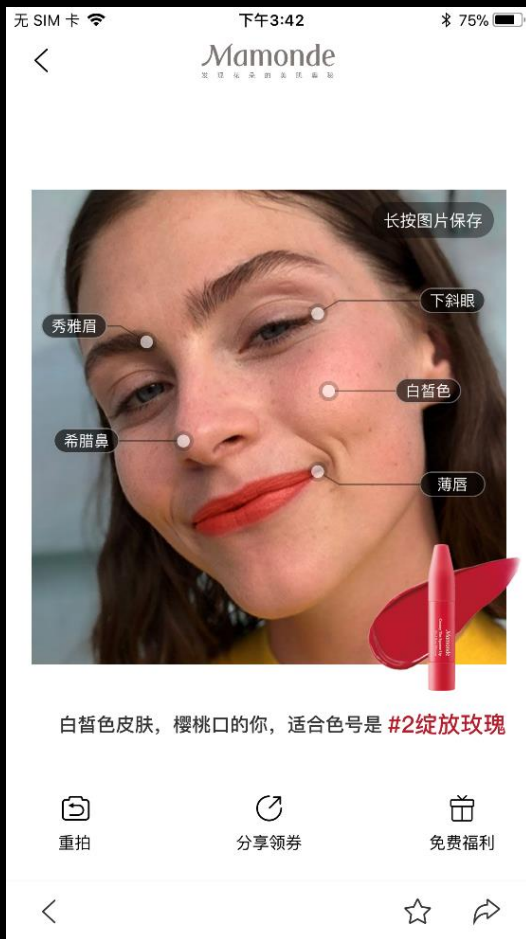 无 SIM 卡
下午3:42
75%
Mamonde
长按图片保存
下斜眼
秀雅眉
白皙色
希腊鼻
薄唇
Mamonde
白皙色皮肤，樱桃口的你，适合色号是 #2绽放玫瑰
重拍
分享领券
免费福利